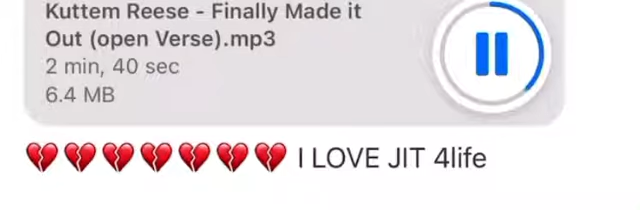 Kuttem Reese - Finally Made it
Out (open Verse).mp3
2 min, 40 sec
6.4 MB
💔💔💔💔💔💔💔 I LOVE JIT 4life